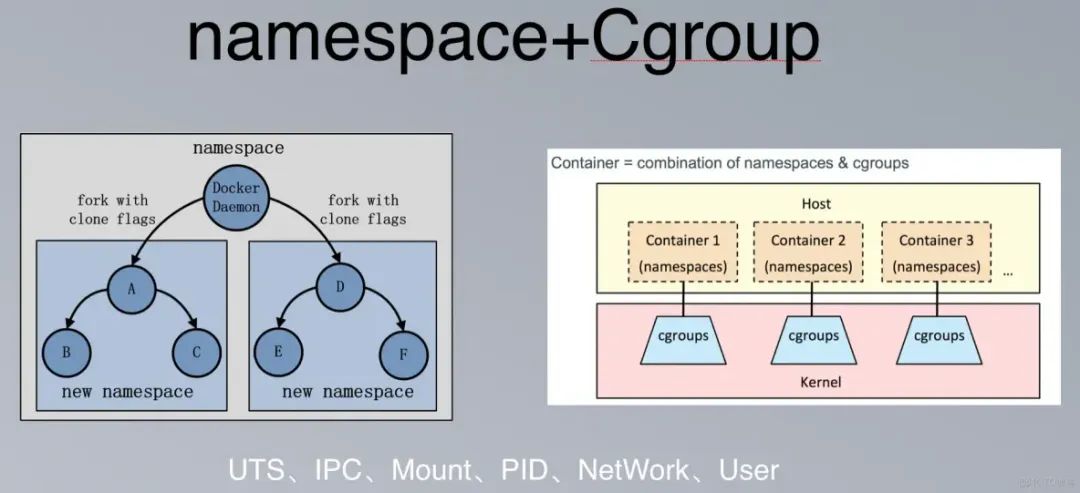 namespace+Cgroup
namespace
Docker
Daemon
fork with
clone flags
fork with
clone flags
A
B
C
new namespace
D
E
F
new namespace
Container = combination of namespaces & cgroups
Host
Container 1
(namespaces)
Container 2
(namespaces)
Container 3
(namespaces)
...
cgroups
cgroups
cgroups
Kernel
UTS、IPC、Mount、PID、NetWork、User